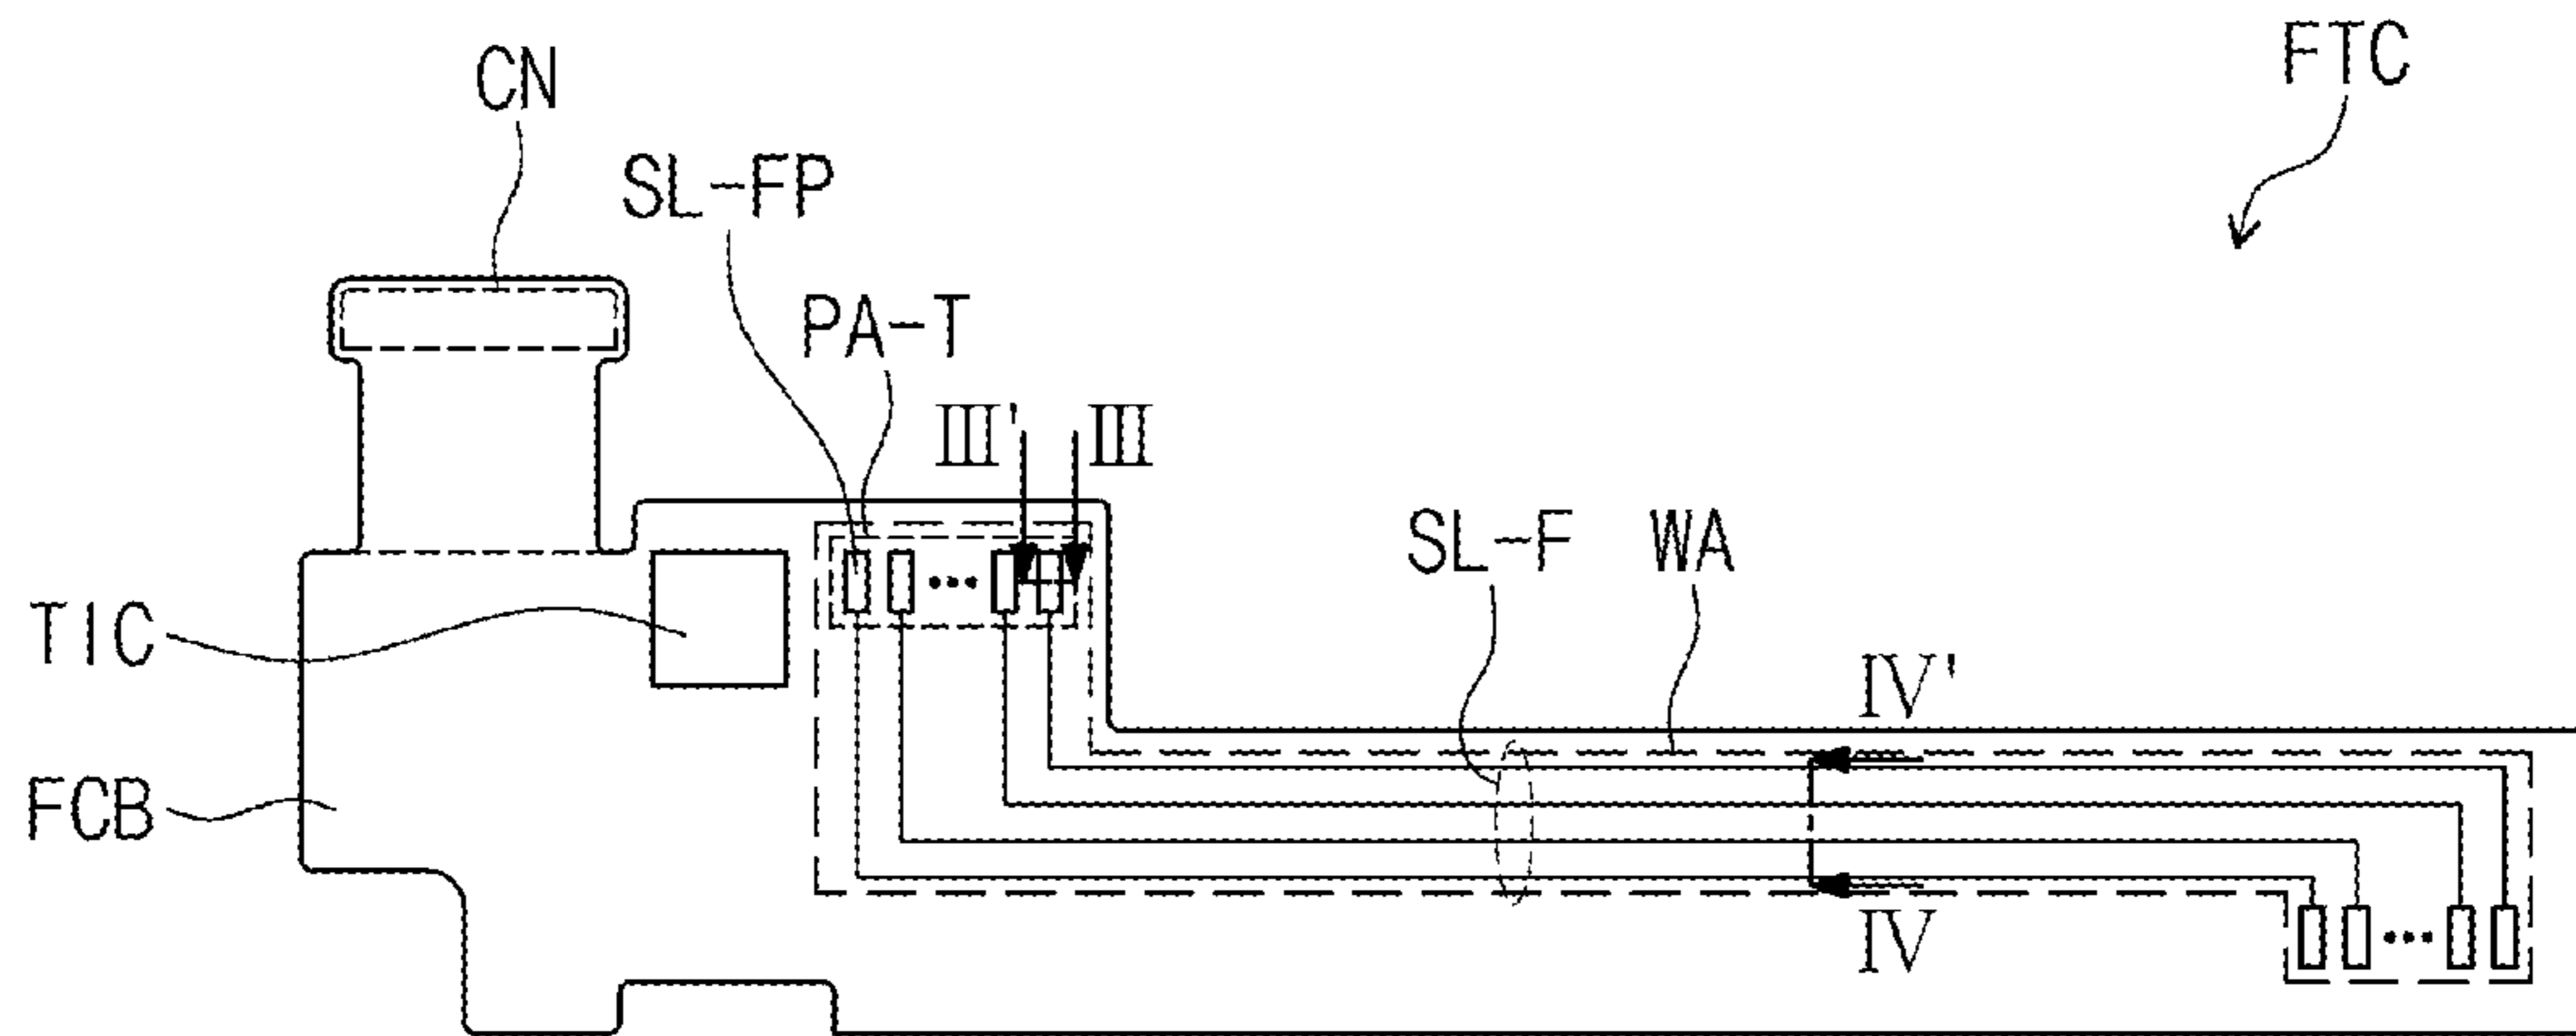 FTC
CN
SL-FP
PA-T
Ⅲ' Ⅲ
SL-F WA
TIC
Ⅳ'
FCB
Ⅳ